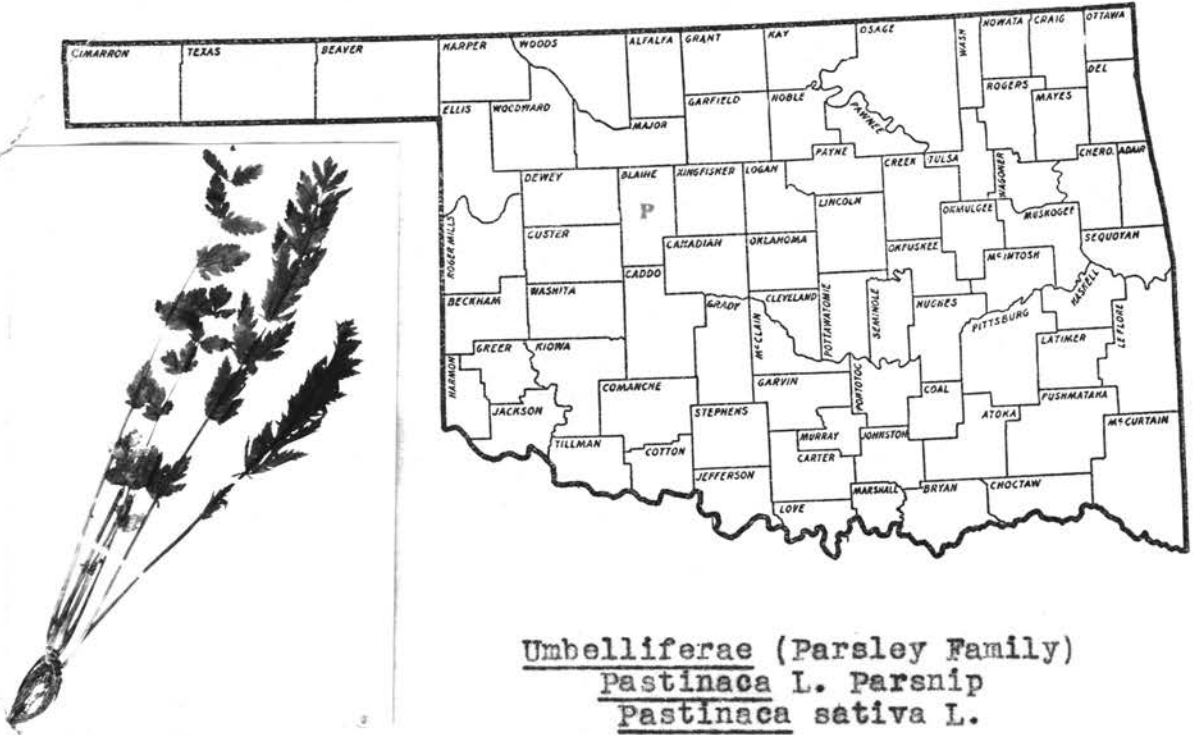 CIMARRON TEXAS BEAVER HARPER WOODS ALFALFA GRANT KAY OSAGE WASH NOWATA CRAIG OTTAWA
ELLIS WOODWARD MAJOR GARFIELD NOBLE PAWNEE ROGERS MAYES DEL
DEWEY BLAIHE KINGFISHER LOGAN PAYNE CREEK TULSA WAGONER CHERO. ADAIR
P
ROGER MILLS CUSTER CANADIAN OKLAHOMA LINCOLN OKMULGEE MUSKOGEE SEQUOYAH
BECKHAM WASHITA CADDO GRADY CLEVELAND POTTAWATOMIE SEMINOLE OKFUSKEE HUGHES McINTOSH HASKELL
HARMON GREER KIOWA McCLAIN PITTSBURG LATIMER LE FLORE
JACKSON COMANCHE STEPHENS GARVIN PONTOTOC COAL ATOKA PUSHMATAHA McCURTAIN
TILLMAN COTTON JEFFERSON MURRAY CARTER JOHNSTON
LOVE MARSHALL BRYAN CHOCTAW
Umbelliferae (Parsley Family)
Pastinaca L. Parsnip
Pastinaca sativa L.